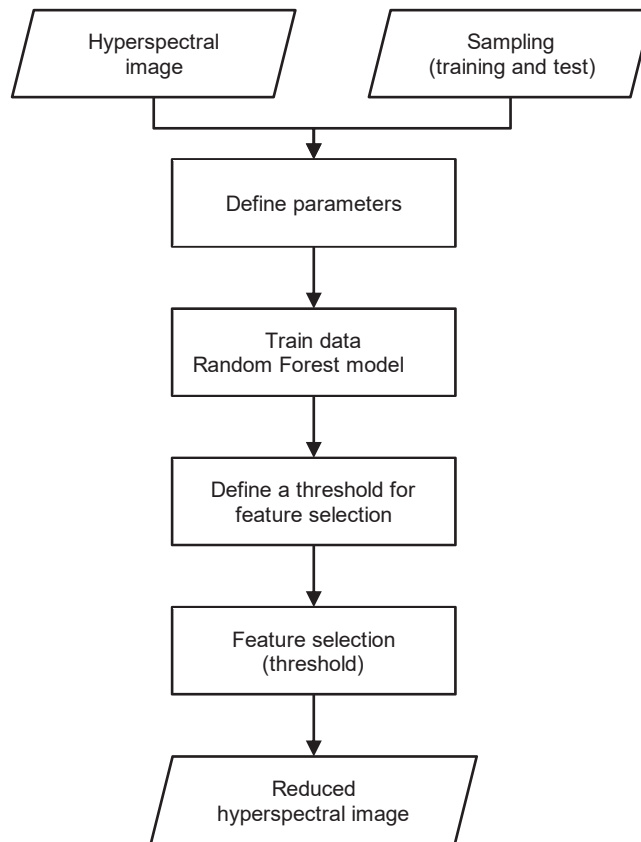 Hyperspectral
image
Sampling
(training and test)
Define parameters
Train data
Random Forest model
Define a threshold for
feature selection
Feature selection
(threshold)
Reduced
hyperspectral image